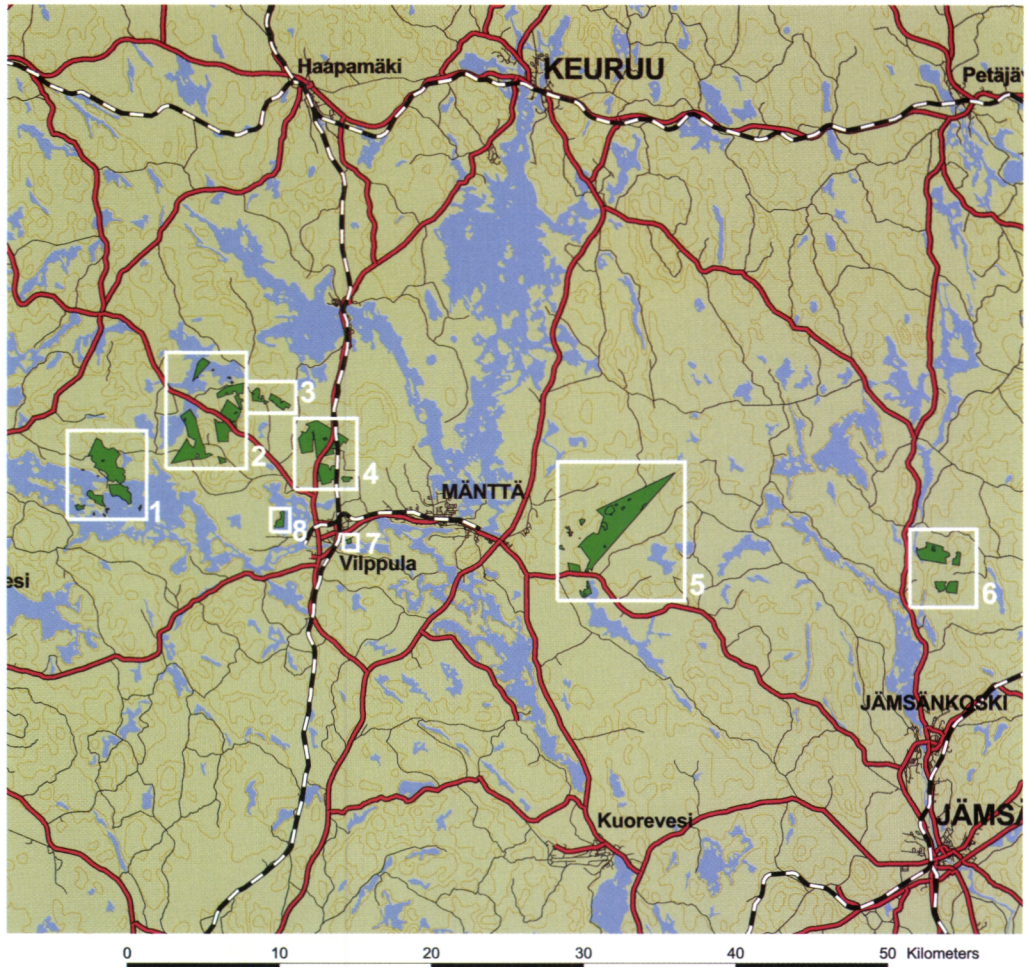 Haapamäki
KEURUU
Petäjäv
3
2
4
1
MÄNTTÄ
8
7
Vilppula
5
6
esi
JÄMSÄNKOSKI
Kuorevesi
JÄMSÄ
0 10 20 30 40 50 Kilometers